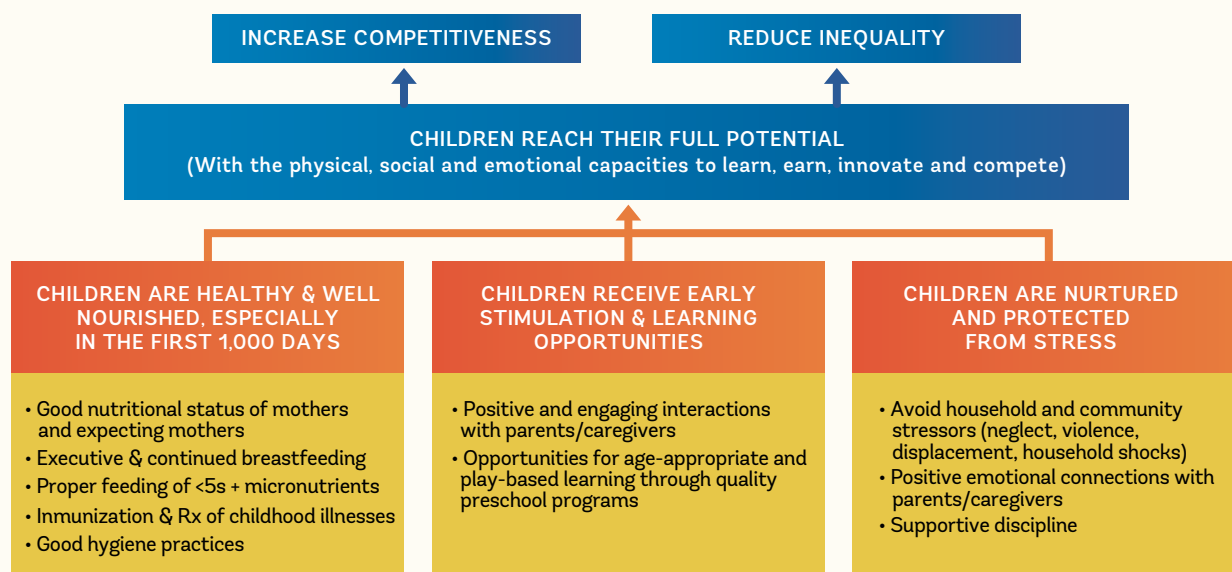 INCREASE COMPETITIVENESS
REDUCE INEQUALITY
CHILDREN REACH THEIR FULL POTENTIAL
(With the physical, social and emotional capacities to learn, earn, innovate and compete)
CHILDREN ARE HEALTHY & WELL
NOURISHED, ESPECIALLY
IN THE FIRST 1,000 DAYS
• Good nutritional status of mothers
and expecting mothers
• Executive & continued breastfeeding
• Proper feeding of <5s + micronutrients
• Inmunization & Rx of childhood illnesses
• Good hygiene practices
CHILDREN RECEIVE EARLY
STIMULATION & LEARNING
OPPORTUNITIES
• Positive and engaging interactions
with parents/caregivers
• Opportunities for age-appropriate and
play-based learning through quality
preschool programs
CHILDREN ARE NURTURED
AND PROTECTED
FROM STRESS
• Avoid household and community
stressors (neglect, violence,
displacement, household shocks)
• Positive emotional connections with
parents/caregivers
• Supportive discipline